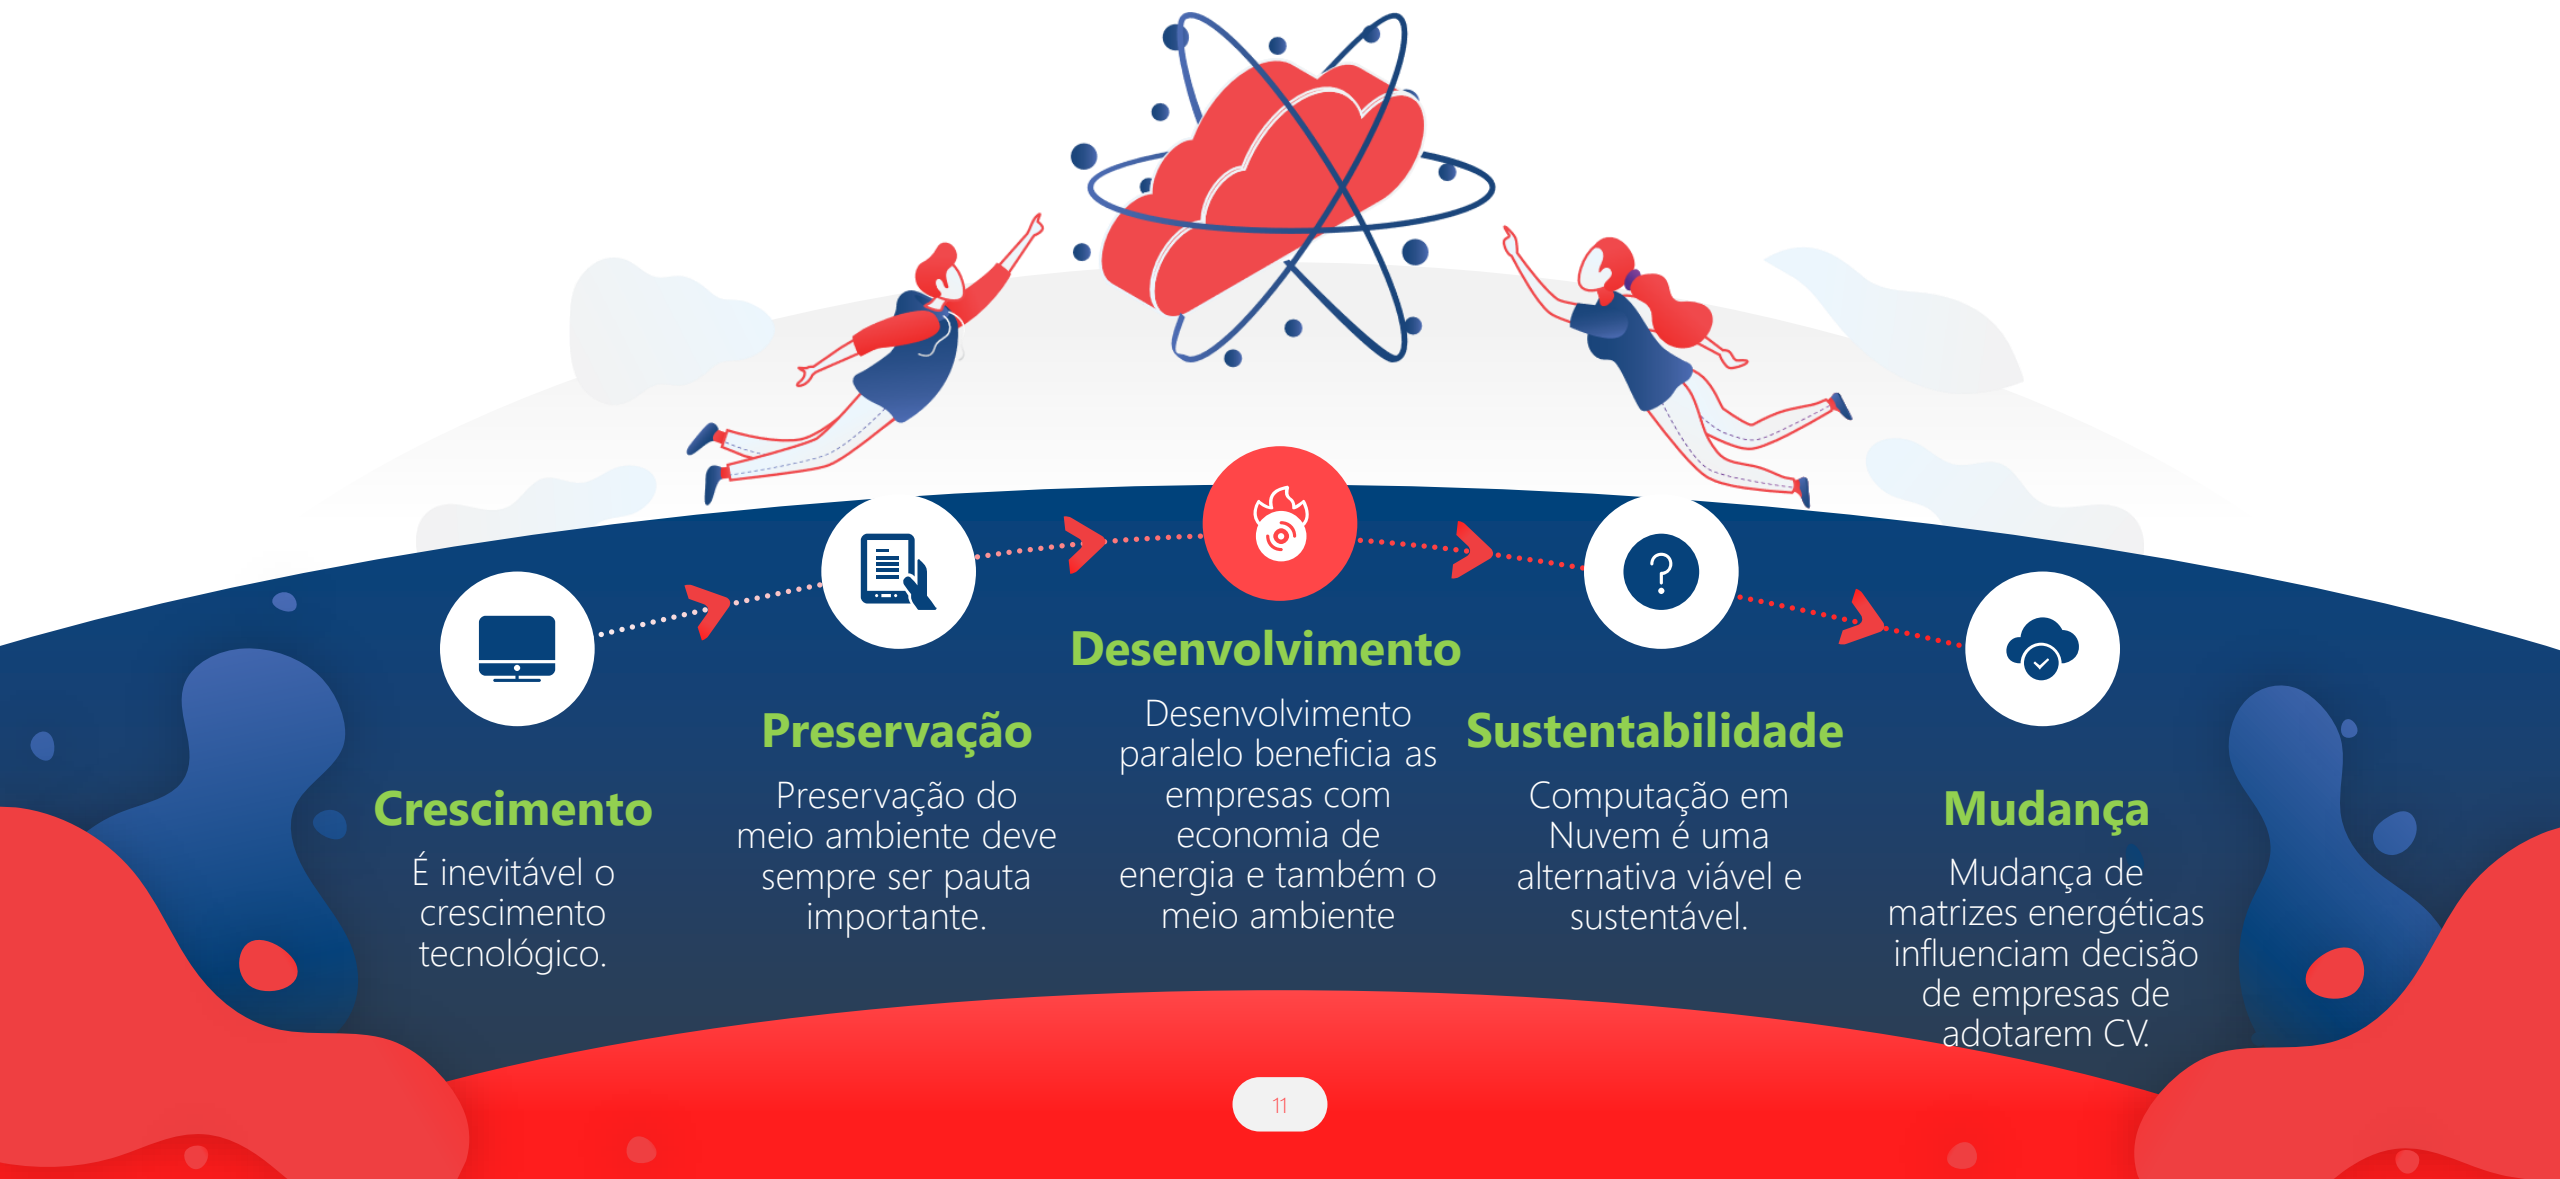 Crescimento
É inevitável o
crescimento
tecnológico.
Preservação
Preservação do
meio ambiente deve
sempre ser pauta
importante.
Desenvolvimento
Desenvolvimento
paralelo beneficia as
empresas com
economia de
energia e também o
meio ambiente
Sustentabilidade
Computação em
Nuvem é uma
alternativa viável e
sustentável.
Mudança
Mudança de
matrizes energéticas
influenciam decisão
de empresas de
adotarem CV.
11